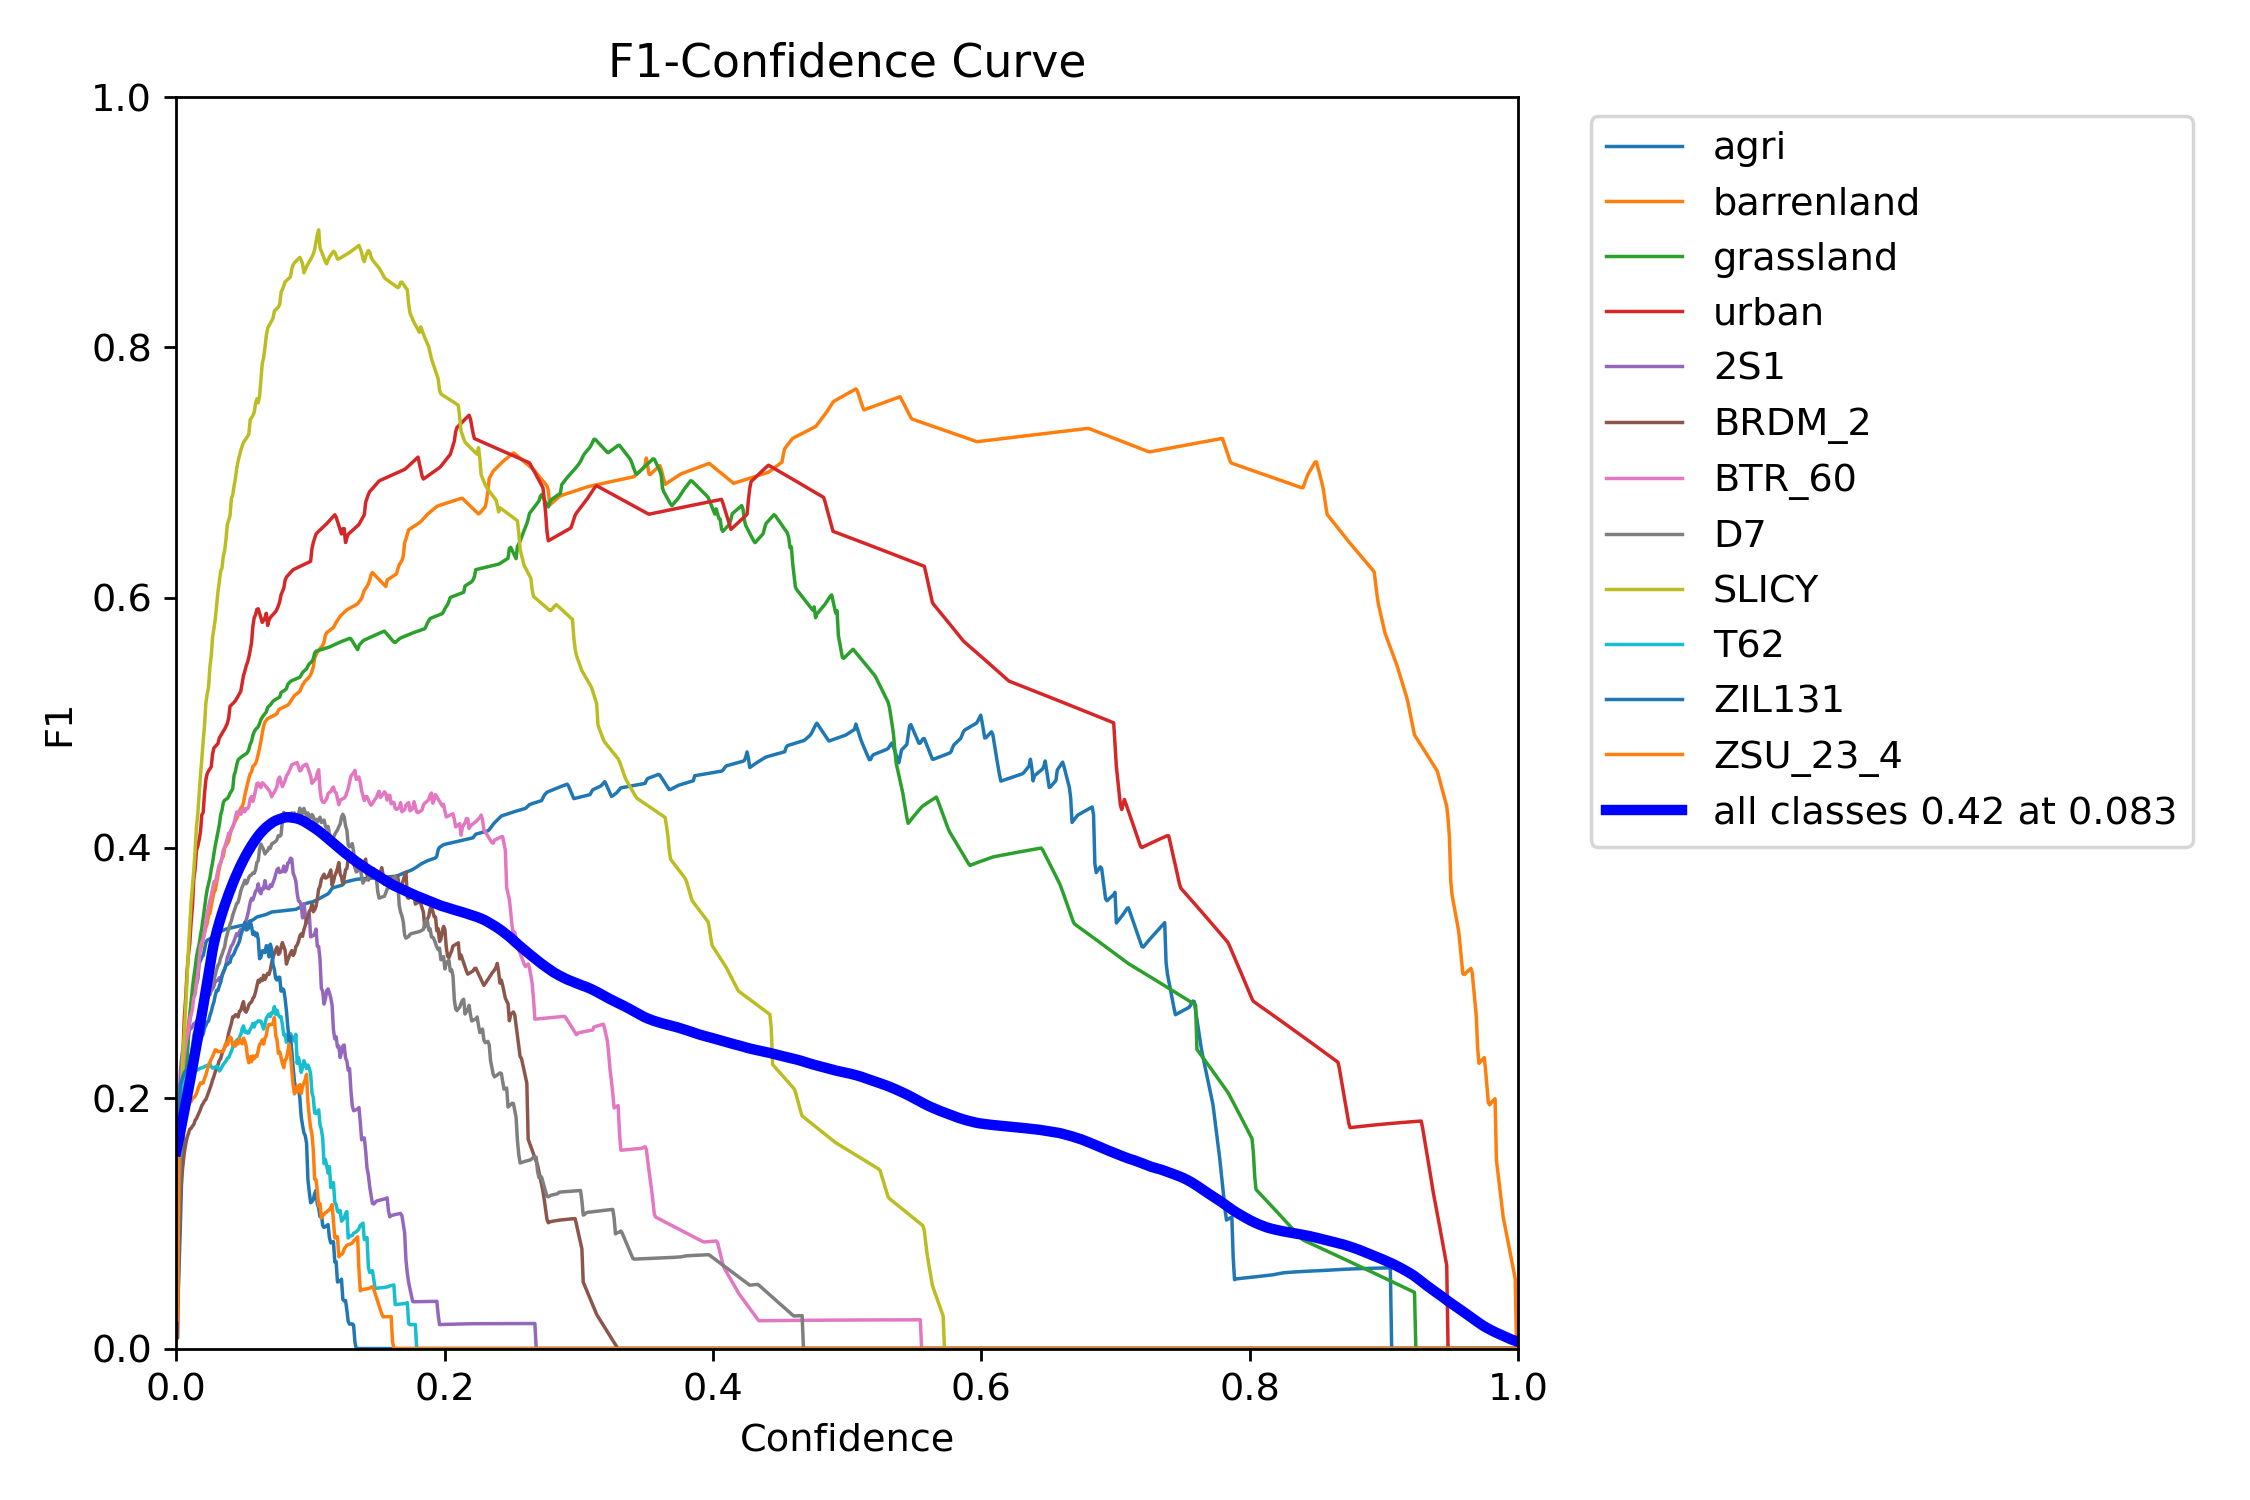 F1-Confidence Curve
1.0
0.8
0.6
0.4
0.2
0.0
F1
0.0 0.2 0.4 0.6 0.8 1.0
Confidence
agri
barrenland
grassland
urban
2S1
BRDM_2
BTR_60
D7
SLICY
T62
ZIL131
ZSU_23_4
all classes 0.42 at 0.083